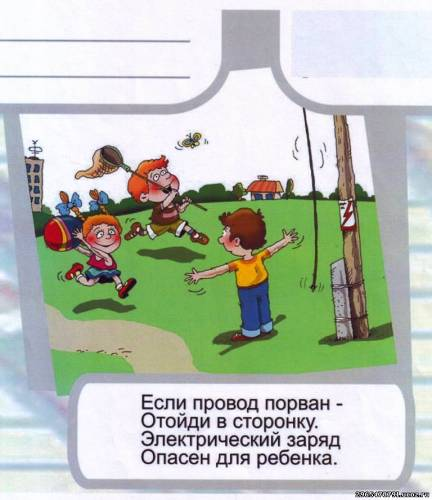 Если провод порван -
Отойди в сторонку.
Электрический заряд
Опасен для ребенка.